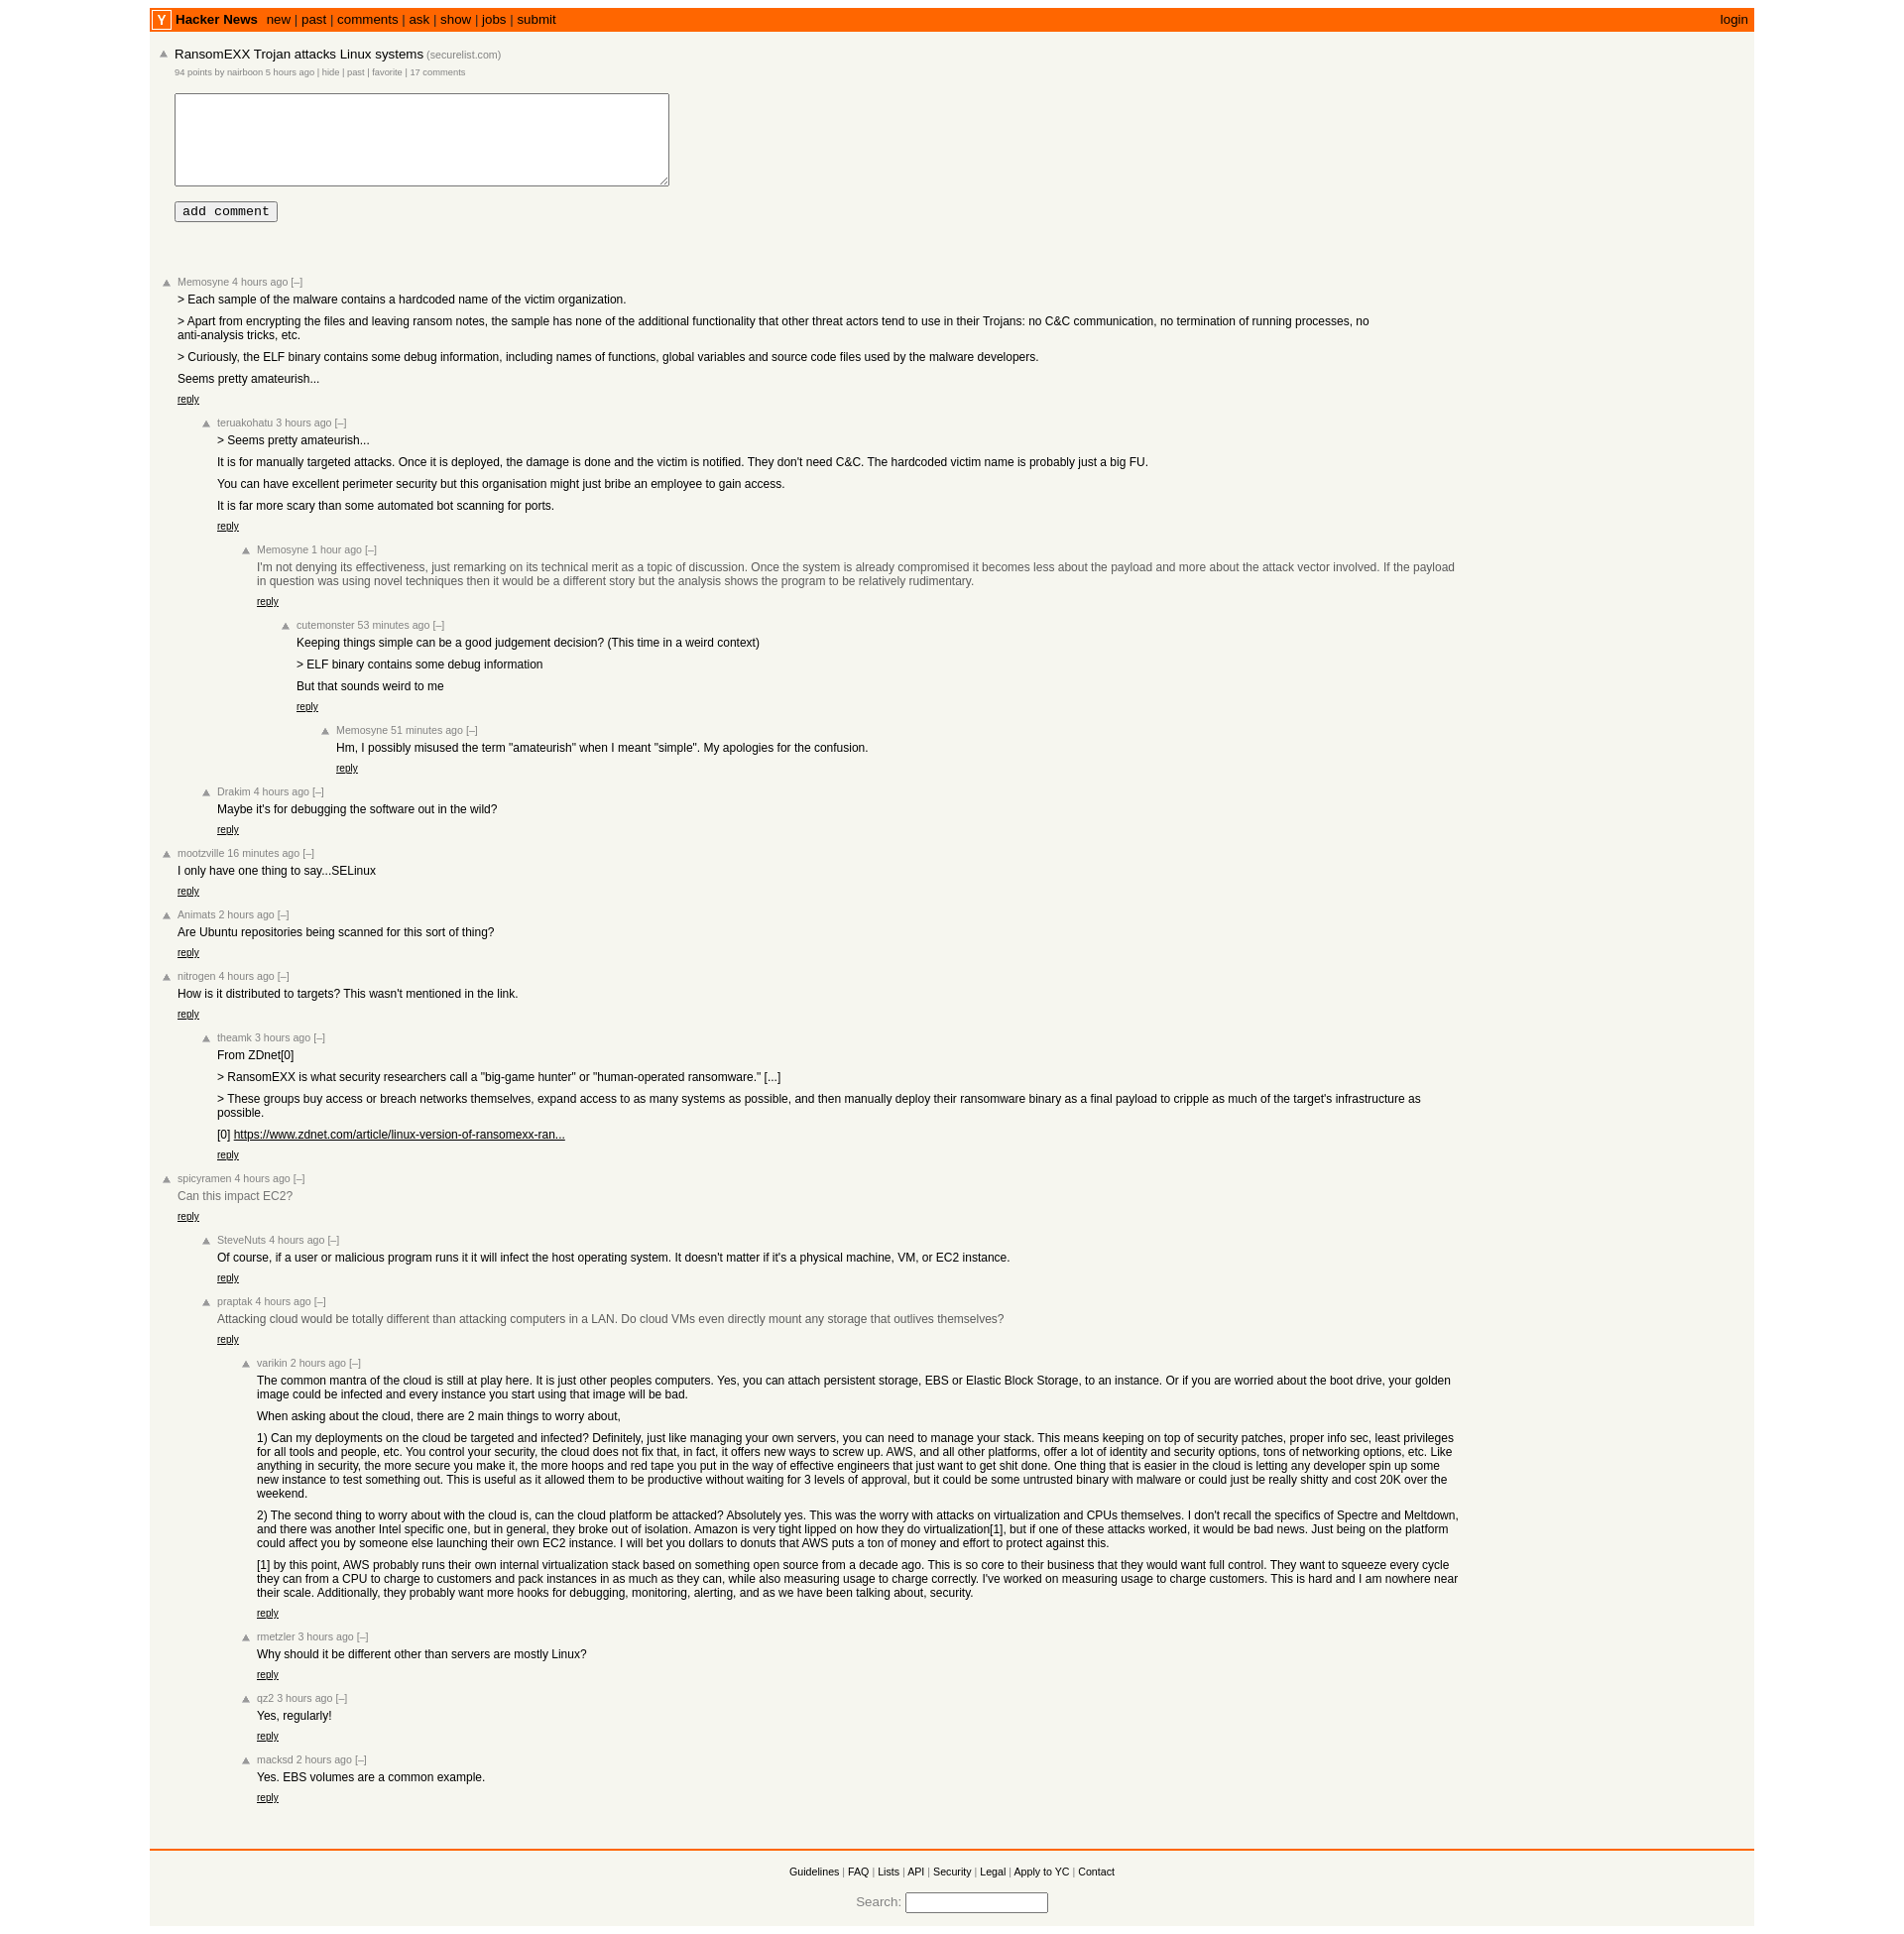 Y Hacker News new | past | comments | ask | show | jobs | submit login
RansomEXX Trojan attacks Linux systems (securelist.com)
94 points by nairboon 5 hours ago | hide | past | favorite | 17 comments
add comment
Memosyne 4 hours ago [–]
> Each sample of the malware contains a hardcoded name of the victim organization.
> Apart from encrypting the files and leaving ransom notes, the sample has none of the additional functionality that other threat actors tend to use in their Trojans: no C&C communication, no termination of running processes, no
anti-analysis tricks, etc.
> Curiously, the ELF binary contains some debug information, including names of functions, global variables and source code files used by the malware developers.
Seems pretty amateurish...
reply
teruakohatu 3 hours ago [–]
> Seems pretty amateurish...
It is for manually targeted attacks. Once it is deployed, the damage is done and the victim is notified. They don't need C&C. The hardcoded victim name is probably just a big FU.
You can have excellent perimeter security but this organisation might just bribe an employee to gain access.
It is far more scary than some automated bot scanning for ports.
reply
Memosyne 1 hour ago [–]
I'm not denying its effectiveness, just remarking on its technical merit as a topic of discussion. Once the system is already compromised it becomes less about the payload and more about the attack vector involved. If the payload
in question was using novel techniques then it would be a different story but the analysis shows the program to be relatively rudimentary.
reply
cutemonster 53 minutes ago [–]
Keeping things simple can be a good judgement decision? (This time in a weird context)
> ELF binary contains some debug information
But that sounds weird to me
reply
Memosyne 51 minutes ago [–]
Hm, I possibly misused the term "amateurish" when I meant "simple". My apologies for the confusion.
reply
Drakim 4 hours ago [–]
Maybe it's for debugging the software out in the wild?
reply
mootzville 16 minutes ago [–]
I only have one thing to say...SELinux
reply
Animats 2 hours ago [–]
Are Ubuntu repositories being scanned for this sort of thing?
reply
nitrogen 4 hours ago [–]
How is it distributed to targets? This wasn't mentioned in the link.
reply
theamk 3 hours ago [–]
From ZDnet[0]
> RansomEXX is what security researchers call a "big-game hunter" or "human-operated ransomware." [...]
> These groups buy access or breach networks themselves, expand access to as many systems as possible, and then manually deploy their ransomware binary as a final payload to cripple as much of the target's infrastructure as
possible.
[0] https://www.zdnet.com/article/linux-version-of-ransomexx-ran...
reply
spicyramen 4 hours ago [–]
Can this impact EC2?
reply
SteveNuts 4 hours ago [–]
Of course, if a user or malicious program runs it it will infect the host operating system. It doesn't matter if it's a physical machine, VM, or EC2 instance.
reply
praptak 4 hours ago [–]
Attacking cloud would be totally different than attacking computers in a LAN. Do cloud VMs even directly mount any storage that outlives themselves?
reply
varikin 2 hours ago [–]
The common mantra of the cloud is still at play here. It is just other peoples computers. Yes, you can attach persistent storage, EBS or Elastic Block Storage, to an instance. Or if you are worried about the boot drive, your golden
image could be infected and every instance you start using that image will be bad.
When asking about the cloud, there are 2 main things to worry about,
1) Can my deployments on the cloud be targeted and infected? Definitely, just like managing your own servers, you can need to manage your stack. This means keeping on top of security patches, proper info sec, least privileges
for all tools and people, etc. You control your security, the cloud does not fix that, in fact, it offers new ways to screw up. AWS, and all other platforms, offer a lot of identity and security options, tons of networking options, etc. Like
anything in security, the more secure you make it, the more hoops and red tape you put in the way of effective engineers that just want to get shit done. One thing that is easier in the cloud is letting any developer spin up some
new instance to test something out. This is useful as it allowed them to be productive without waiting for 3 levels of approval, but it could be some untrusted binary with malware or could just be really shitty and cost 20K over the
weekend.
2) The second thing to worry about with the cloud is, can the cloud platform be attacked? Absolutely yes. This was the worry with attacks on virtualization and CPUs themselves. I don't recall the specifics of Spectre and Meltdown,
and there was another Intel specific one, but in general, they broke out of isolation. Amazon is very tight lipped on how they do virtualization[1], but if one of these attacks worked, it would be bad news. Just being on the platform
could affect you by someone else launching their own EC2 instance. I will bet you dollars to donuts that AWS puts a ton of money and effort to protect against this.
[1] by this point, AWS probably runs their own internal virtualization stack based on something open source from a decade ago. This is so core to their business that they would want full control. They want to squeeze every cycle
they can from a CPU to charge to customers and pack instances in as much as they can, while also measuring usage to charge correctly. I've worked on measuring usage to charge customers. This is hard and I am nowhere near
their scale. Additionally, they probably want more hooks for debugging, monitoring, alerting, and as we have been talking about, security.
reply
rmetzler 3 hours ago [–]
Why should it be different other than servers are mostly Linux?
reply
qz2 3 hours ago [–]
Yes, regularly!
reply
macksd 2 hours ago [–]
Yes. EBS volumes are a common example.
reply
Guidelines | FAQ | Lists | API | Security | Legal | Apply to YC | Contact
Search: